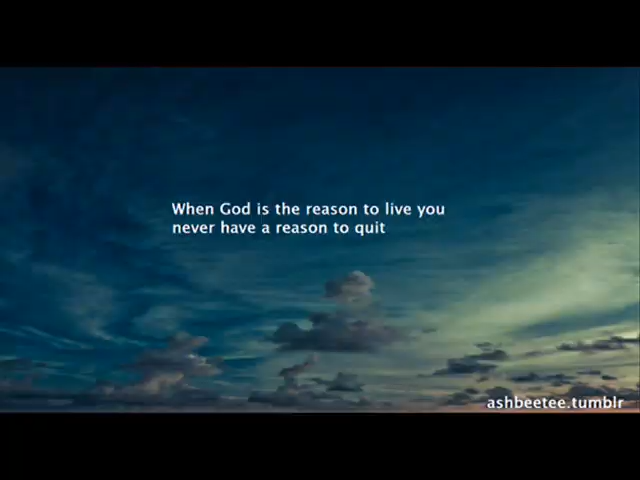 When God is the reason to live you
never have a reason to quit
ashbeetee.tumblr